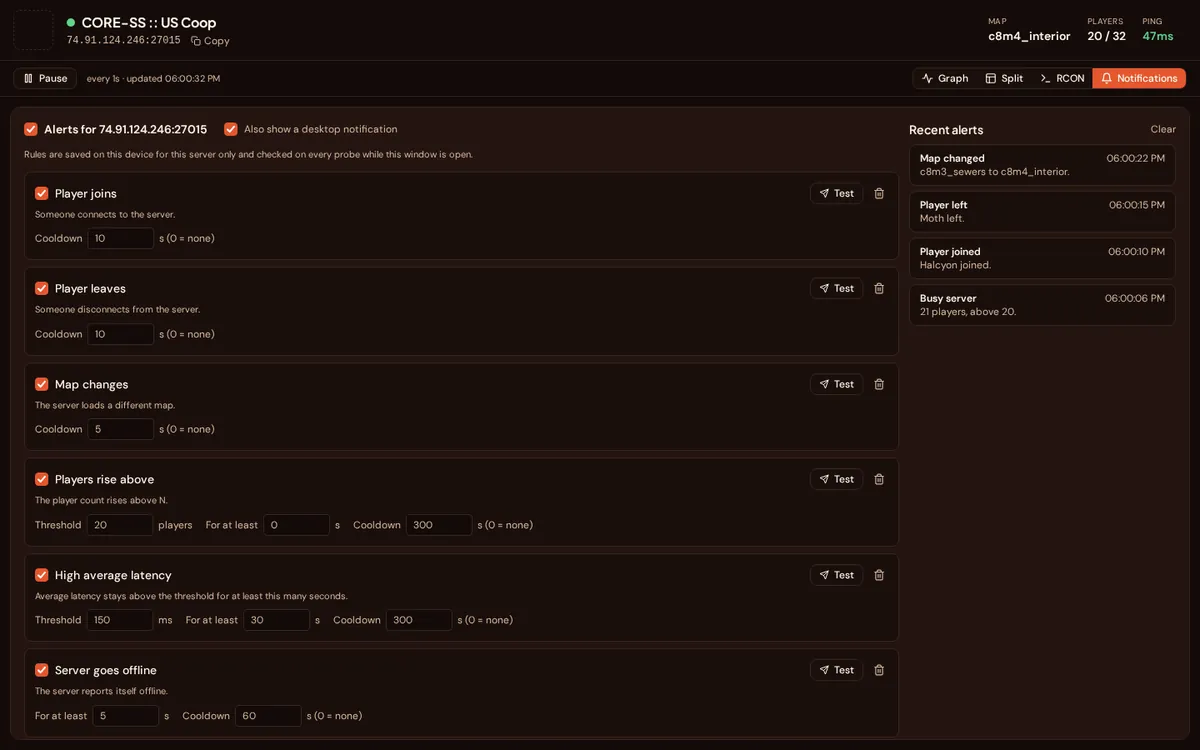 CORE-SS :: US Coop
74.91.124.246:27015 Copy
MAP
c8m4_interior
PLAYERS
20 / 32
PING
47ms
Pause every 1s · updated 06:00:32 PM
Graph Split RCON Notifications
Alerts for 74.91.124.246:27015 Also show a desktop notification
Rules are saved on this device for this server only and checked on every probe while this window is open.
Player joins Test
Someone connects to the server.
Cooldown 10 s (0 = none)
Player leaves Test
Someone disconnects from the server.
Cooldown 10 s (0 = none)
Map changes Test
The server loads a different map.
Cooldown 5 s (0 = none)
Players rise above Test
The player count rises above N.
Threshold 20 players For at least 0 s Cooldown 300 s (0 = none)
High average latency Test
Average latency stays above the threshold for at least this many seconds.
Threshold 150 ms For at least 30 s Cooldown 300 s (0 = none)
Server goes offline Test
The server reports itself offline.
For at least 5 s Cooldown 60 s (0 = none)
Recent alerts Clear
Map changed 06:00:22 PM
c8m3_sewers to c8m4_interior.
Player left 06:00:15 PM
Moth left.
Player joined 06:00:10 PM
Halcyon joined.
Busy server 06:00:06 PM
21 players, above 20.